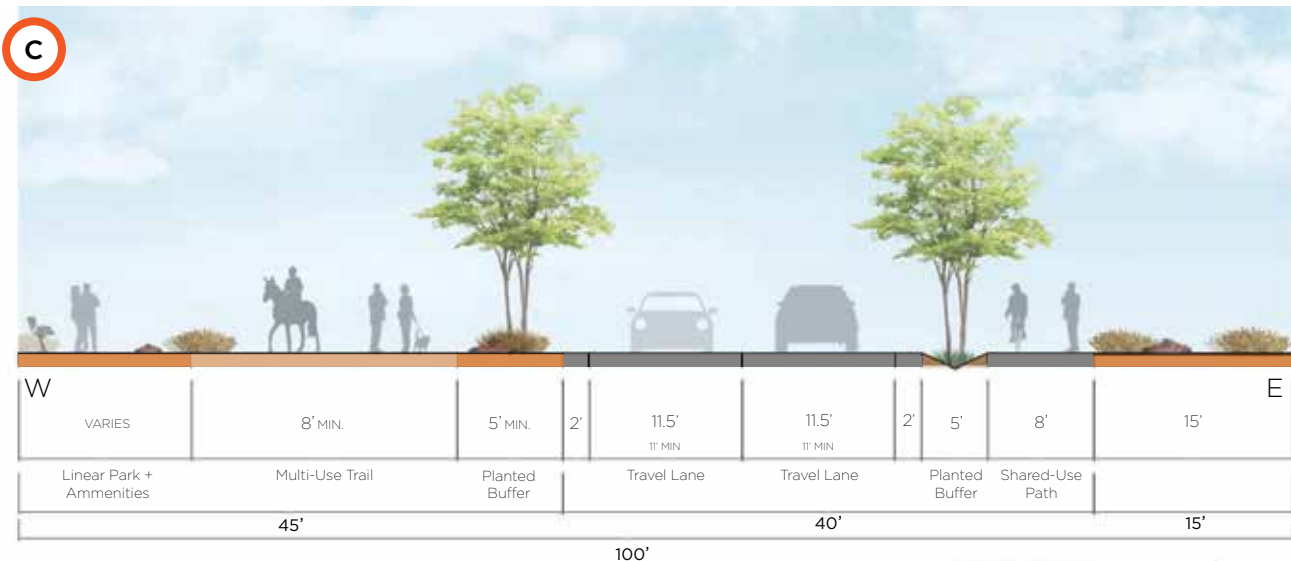 C
W
E
VARIES
8' MIN.
5' MIN.
2'
11.5'
11' MIN
11.5'
11' MIN
2'
5'
8'
15'
Linear Park +
Ammenities
Multi-Use Trail
Planted
Buffer
Travel Lane
Travel Lane
Planted
Buffer
Shared-Use
Path
45'
40'
15'
100'